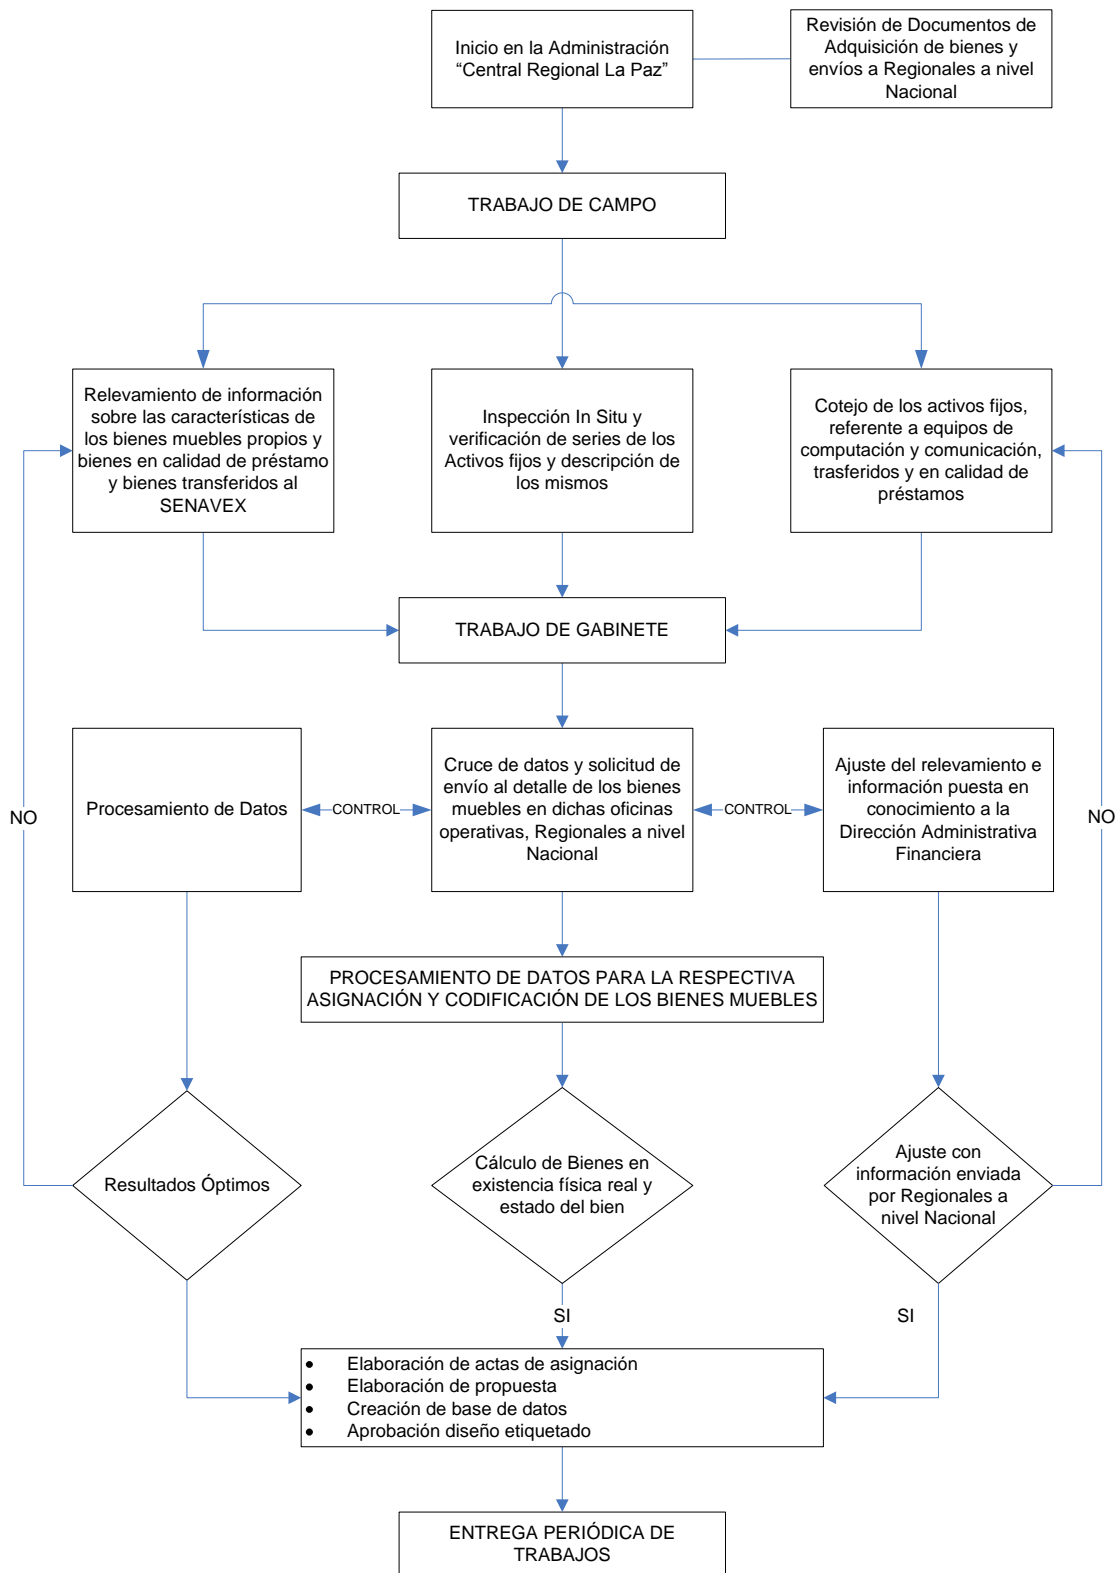 Inicio en la Administración
“Central Regional La Paz”
Revisión de Documentos de
Adquisición de bienes y
envíos a Regionales a nivel
Nacional
TRABAJO DE CAMPO
Relevamiento de información
sobre las características de
los bienes muebles propios y
bienes en calidad de préstamo
y bienes transferidos al
SENAVEX
Inspección In Situ y
verificación de series de los
Activos fijos y descripción de
los mismos
Cotejo de los activos fijos,
referente a equipos de
computación y comunicación,
trasferidos y en calidad de
préstamos
TRABAJO DE GABINETE
NO
Procesamiento de Datos
CONTROL
Cruce de datos y solicitud de
envío al detalle de los bienes
muebles en dichas oficinas
operativas, Regionales a nivel
Nacional
CONTROL
Ajuste del relevamiento e
información puesta en
conocimiento a la
Dirección Administrativa
Financiera
NO
PROCESAMIENTO DE DATOS PARA LA RESPECTIVA
ASIGNACIÓN Y CODIFICACIÓN DE LOS BIENES MUEBLES
Resultados Óptimos
Cálculo de Bienes en
existencia física real y
estado del bien
Ajuste con
información enviada
por Regionales a
nivel Nacional
SI
SI
• Elaboración de actas de asignación
• Elaboración de propuesta
• Creación de base de datos
• Aprobación diseño etiquetado
ENTREGA PERIÓDICA DE
TRABAJOS